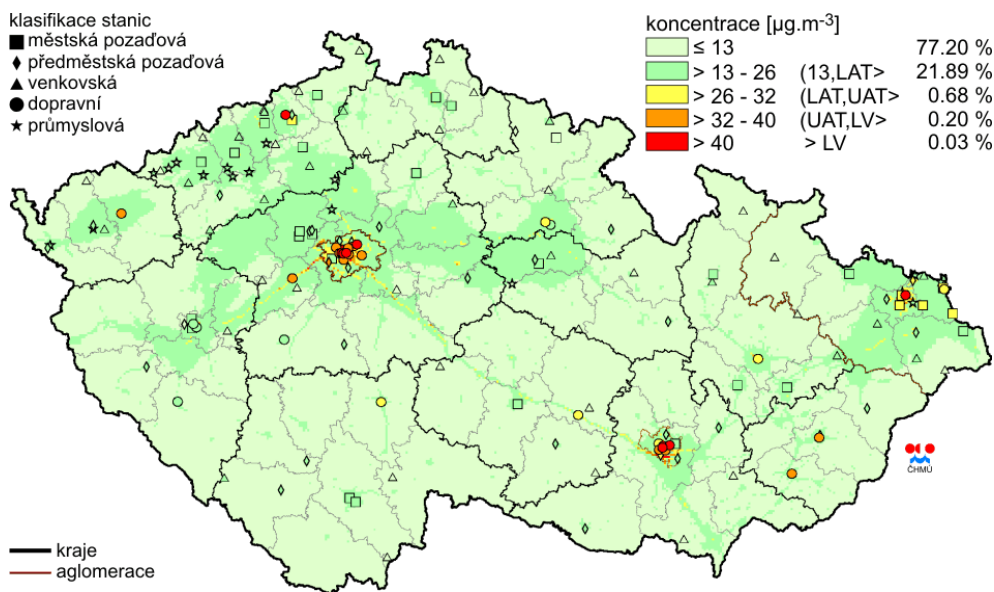 klasifikace stanic
městská pozaďová
předměstská pozaďová
venkovská
dopravní
průmyslová
koncentrace [µg.m-3]
≤ 13 77.20 %
> 13 - 26 (13,LAT> 21.89 %
> 26 - 32 (LAT,UAT> 0.68 %
> 32 - 40 (UAT,LV> 0.20 %
> 40 > LV 0.03 %
ČHMÚ
kraje
aglomerace